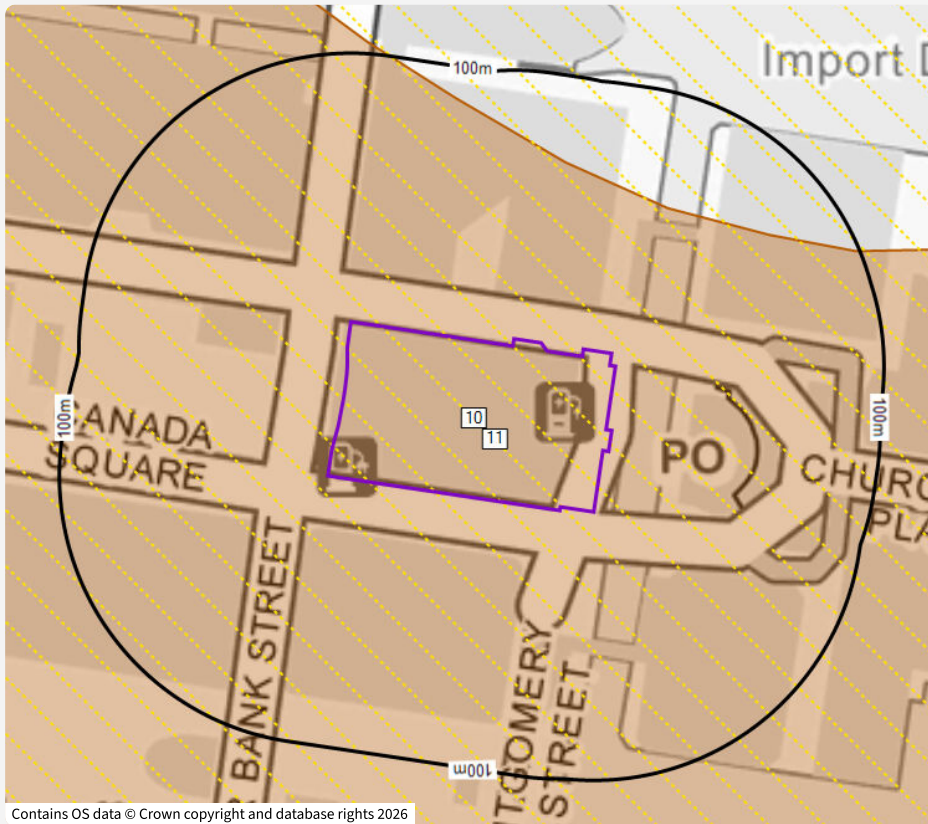 Import D
100m
100m
100m
CANADA
SQUARE
10
11
PO
CHURC
PLA
BANK STREET
TGOMERY
STREET
100m
Contains OS data © Crown copyright and database rights 2026